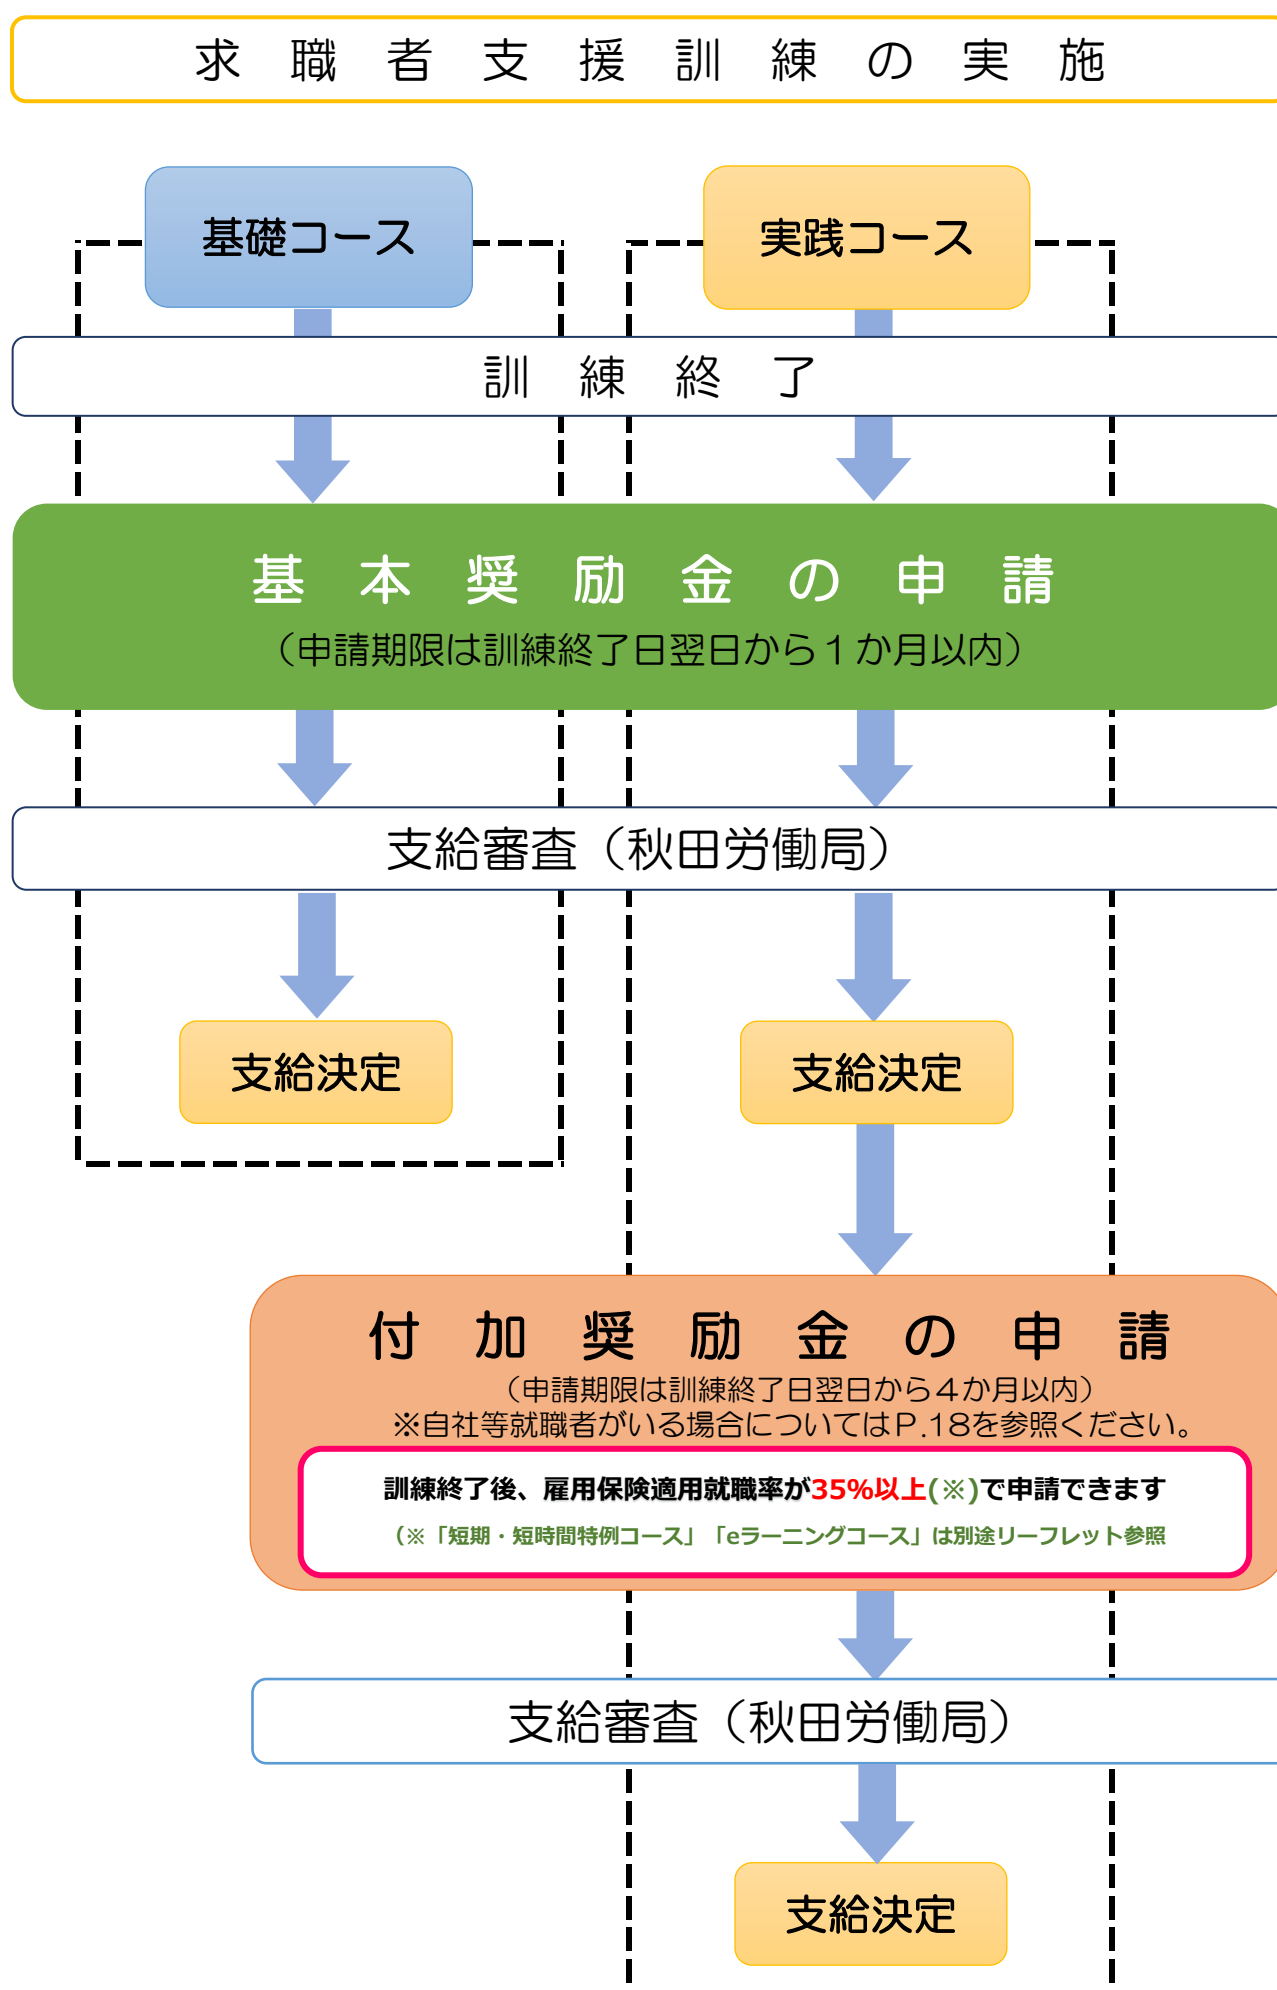 求職者支援訓練の実施
基礎コース
実践コース
訓練終了
基本奨励金の申請
（申請期限は訓練終了日翌日から１か月以内）
支給審査（秋田労働局）
支給決定
支給決定
付加奨励金の申請
（申請期限は訓練終了日翌日から４か月以内）
※自社等就職者がいる場合についてはＰ.18を参照ください。
訓練終了後、雇用保険適用就職率が35%以上(※)で申請できます
（※「短期・短時間特例コース」「eラーニングコース」は別途リーフレット参照
支給審査（秋田労働局）
支給決定